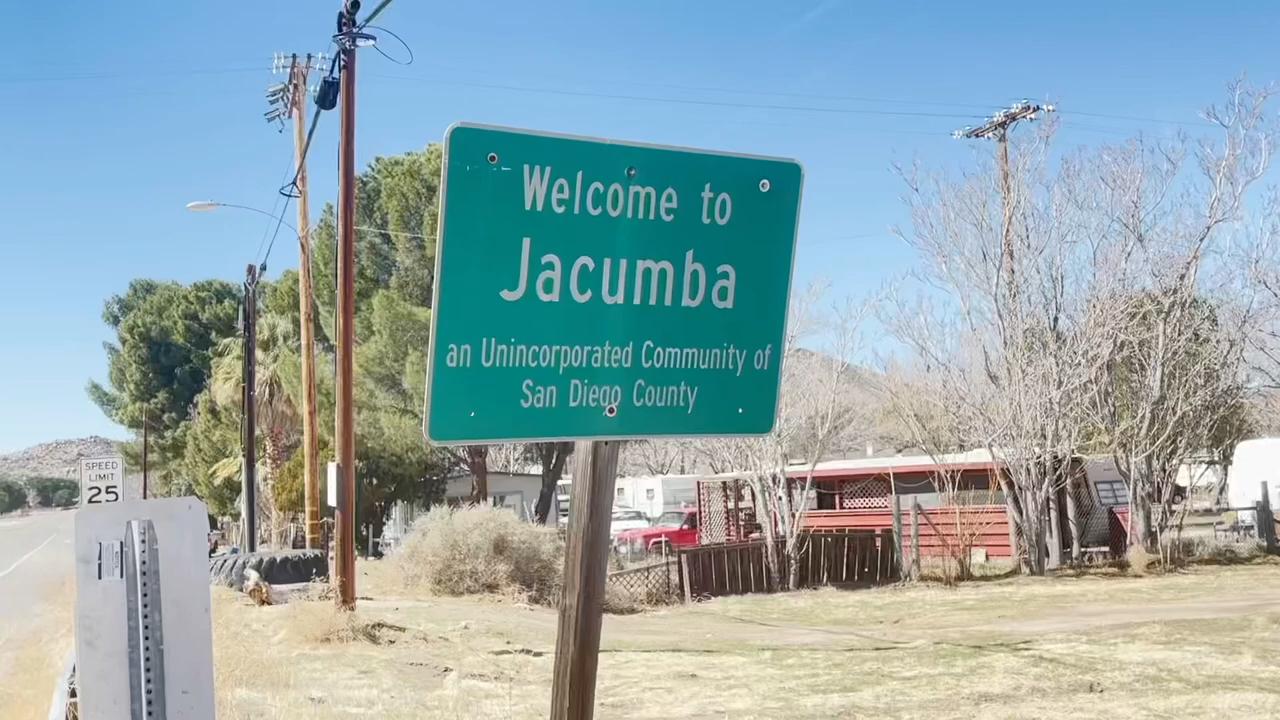 Welcome to
Jacumba
an Unincorporated Community of
San Diego County
SPEED
LIMIT
25